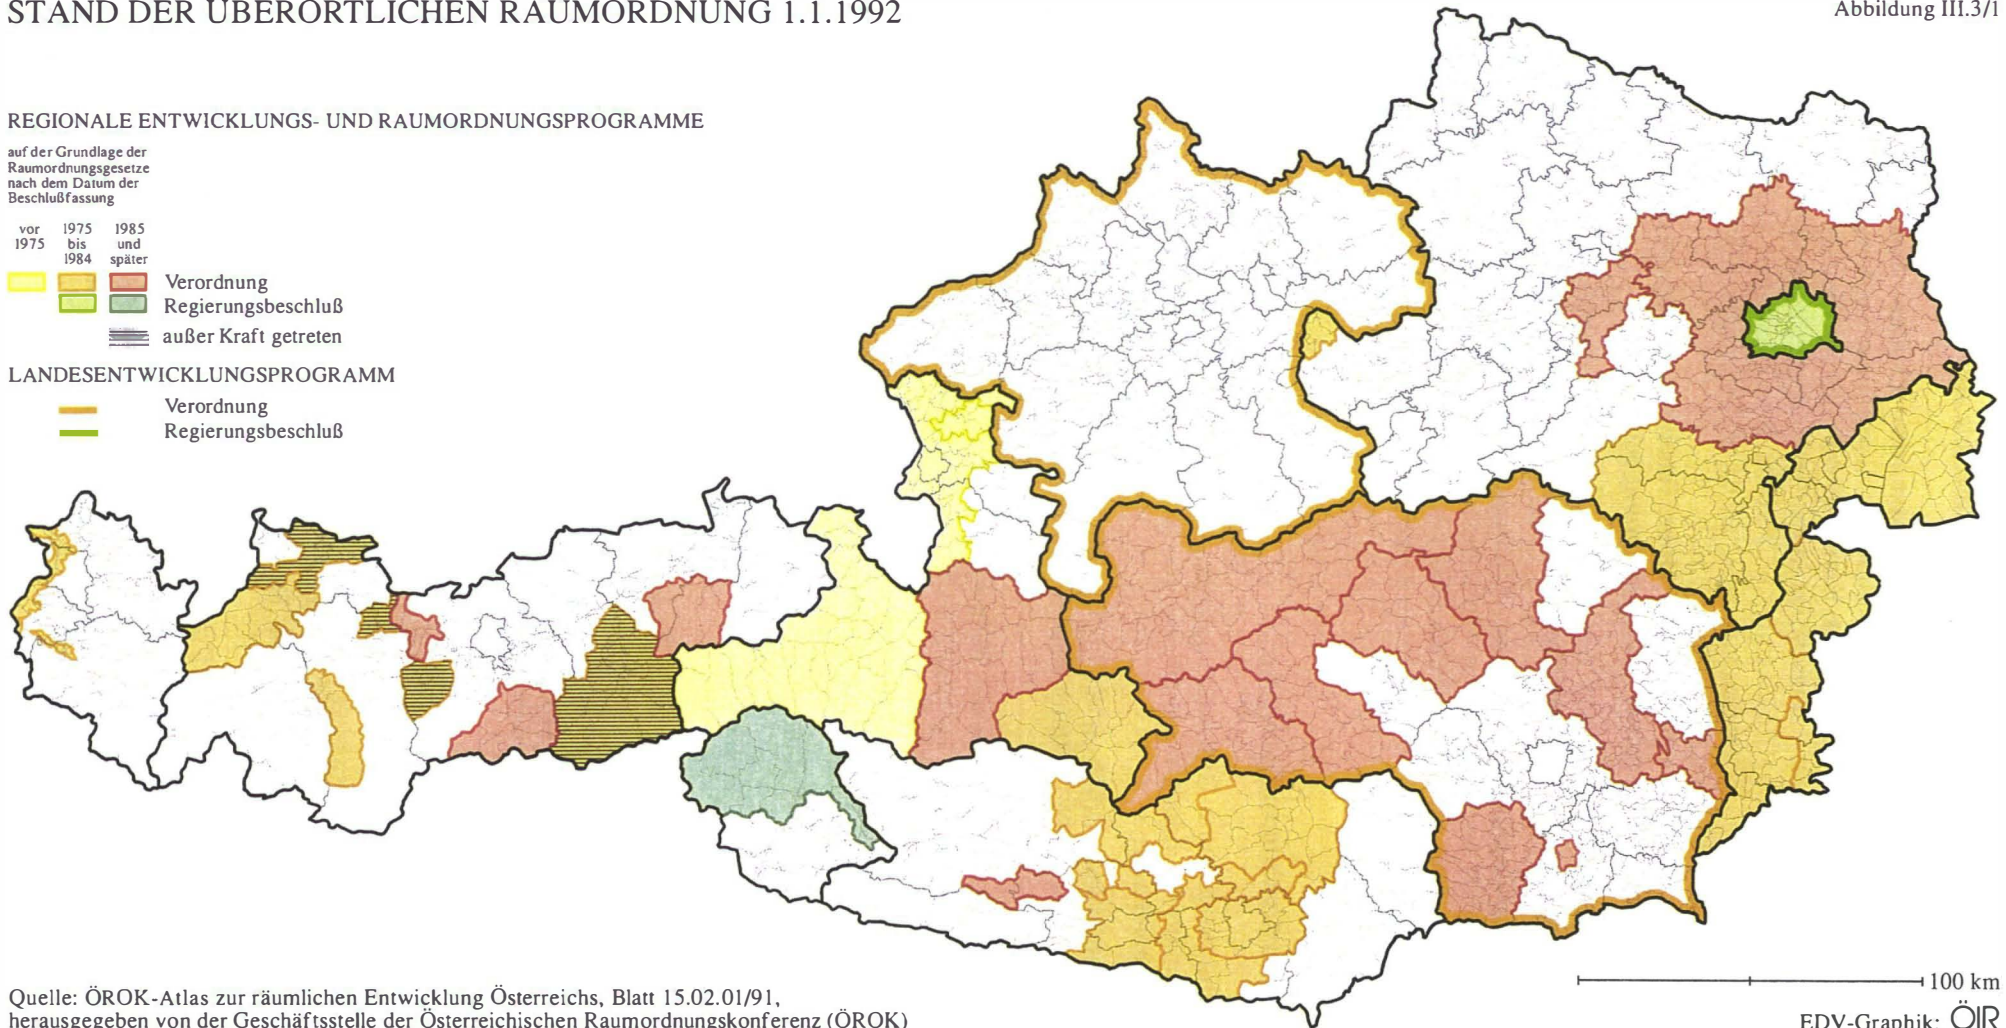 STAND DER ÜBERÖRTLICHEN RAUMORDNUNG 1.1.1992
Abbildung III.3/1
REGIONALE ENTWICKLUNGS- UND RAUMORDNUNGSPROGRAMME
auf der Grundlage der
Raumordnungsgesetze
nach dem Datum der
Beschlußfassung
vor 1975
1975 bis 1984
1985 und später
Verordnung
Regierungsbeschluß
außer Kraft getreten
LANDESENTWICKLUNGSPROGRAMM
Verordnung
Regierungsbeschluß
100 km
Quelle: ÖROK-Atlas zur räumlichen Entwicklung Österreichs, Blatt 15.02.01/91,
herausgegeben von der Geschäftsstelle der Österreichischen Raumordnungskonferenz (ÖROK)
EDV-Graphik: ÖIR